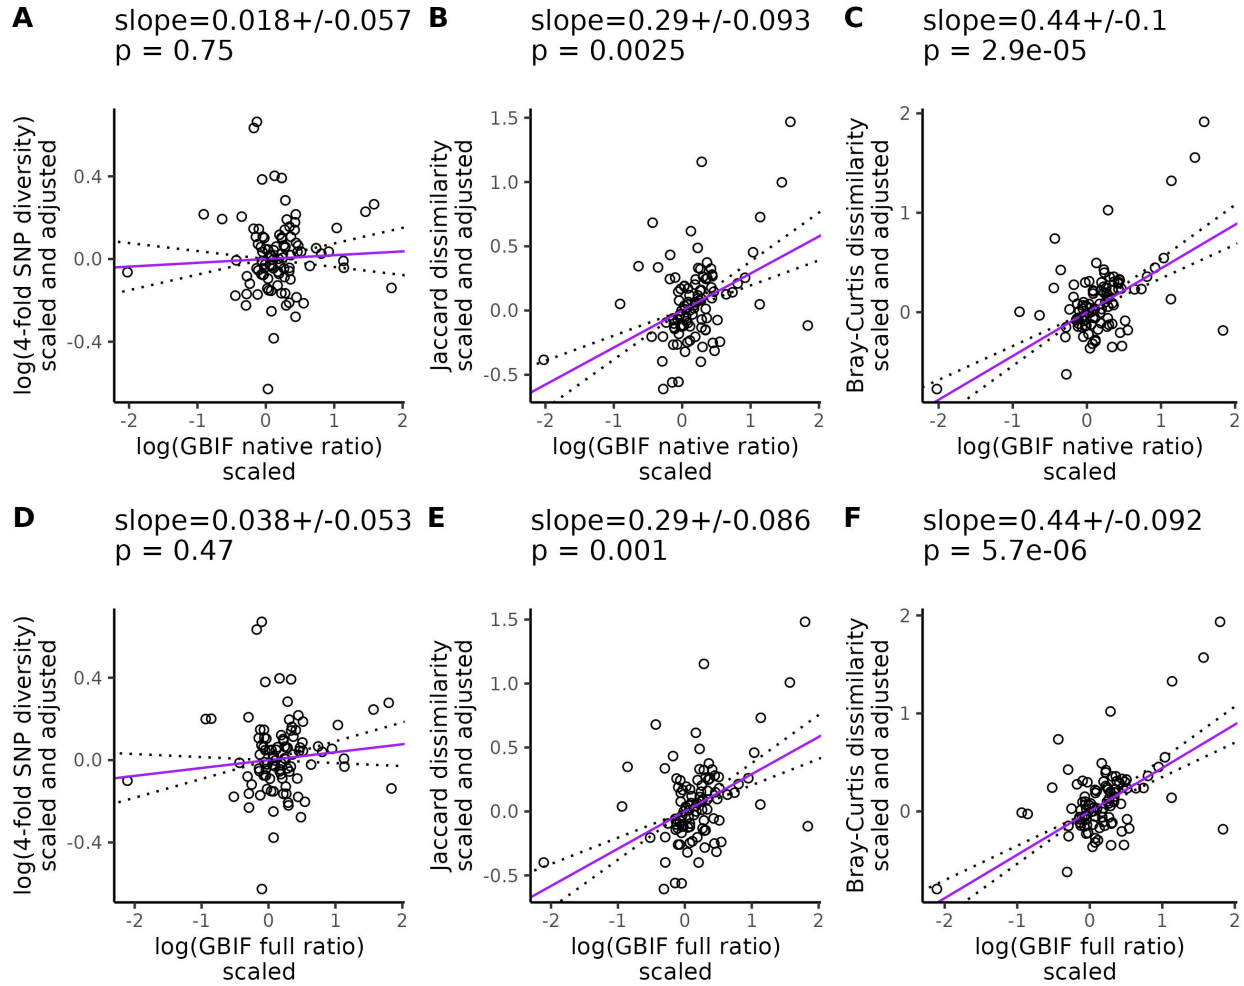 A
slope=0.018+/-0.057
p = 0.75
log(4-fold SNP diversity)
scaled and adjusted
0.4
0.0
-0.4
-2 -1 0 1 2
log(GBIF native ratio)
scaled
B
slope=0.29+/-0.093
p = 0.0025
Jaccard dissimilarity
scaled and adjusted
1.5
1.0
0.5
0.0
-0.5
-2 -1 0 1 2
log(GBIF native ratio)
scaled
C
slope=0.44+/-0.1
p = 2.9e-05
Bray-Curtis dissimilarity
scaled and adjusted
2
1
0
-2 -1 0 1 2
log(GBIF native ratio)
scaled
D
slope=0.038+/-0.053
p = 0.47
log(4-fold SNP diversity)
scaled and adjusted
0.4
0.0
-0.4
-2 -1 0 1 2
log(GBIF full ratio)
scaled
E
slope=0.29+/-0.086
p = 0.001
Jaccard dissimilarity
scaled and adjusted
1.5
1.0
0.5
0.0
-0.5
-2 -1 0 1 2
log(GBIF full ratio)
scaled
F
slope=0.44+/-0.092
p = 5.7e-06
Bray-Curtis dissimilarity
scaled and adjusted
2
1
0
-2 -1 0 1 2
log(GBIF full ratio)
scaled